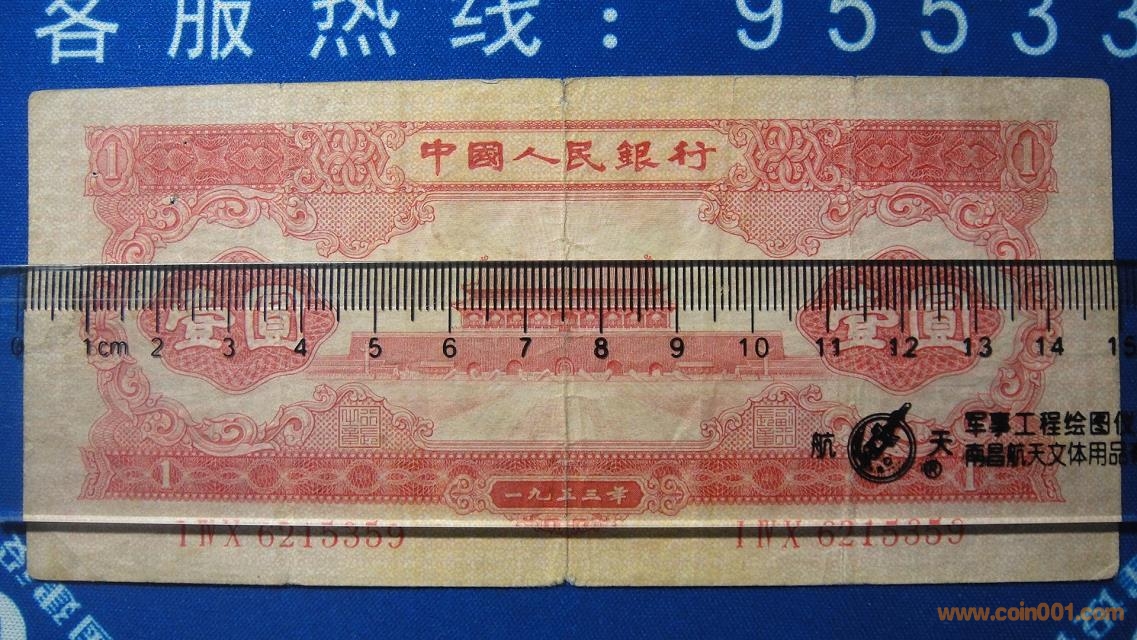 客服热线：95533
1 1
中國人民銀行
壹圓 壹圓
0 1cm 2 3 4 5 6 7 8 9 10 11 12 13 14 15
航天 军事工程绘图仪
南昌航天文体用品
1 1
一九五三年
I IV X 6215359 I IV X 6215359
www.coin001.com